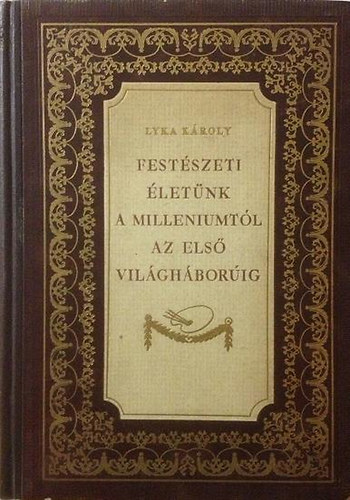 LYKA KÁROLY
FESTÉSZETI
ÉLETÜNK
A MILLENIUMTÓL
AZ ELSŐ
VILÁGHÁBORÚIG